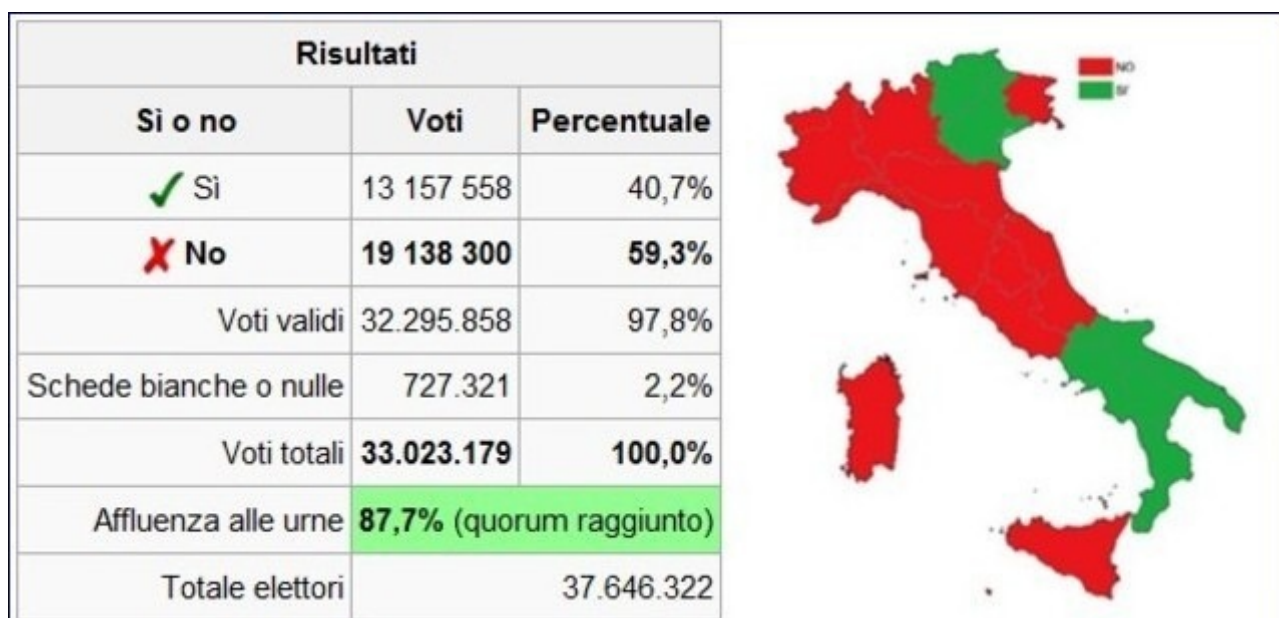 Risultati
Sì o no Voti Percentuale
Sì 13 157 558 40,7%
No 19 138 300 59,3%
Voti validi 32.295.858 97,8%
Schede bianche o nulle 727.321 2,2%
Voti totali 33.023.179 100,0%
Affluenza alle urne 87,7% (quorum raggiunto)
Totale elettori 37.646.322
NO
SI'